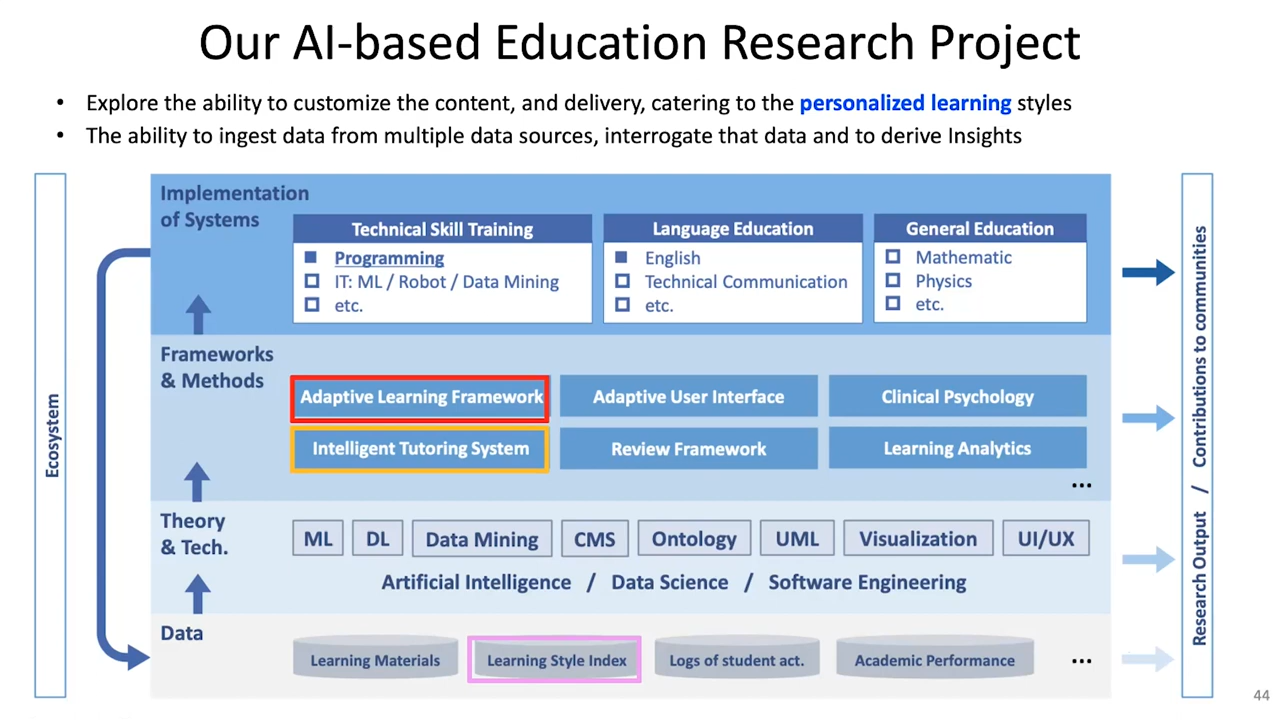 Our AI-based Education Research Project
• Explore the ability to customize the content, and delivery, catering to the personalized learning styles
• The ability to ingest data from multiple data sources, interrogate that data and to derive Insights
Ecosystem
Implementation
of Systems
Technical Skill Training
Programming
IT: ML / Robot / Data Mining
etc.
Language Education
English
Technical Communication
etc.
General Education
Mathematic
Physics
etc.
Frameworks
& Methods
Adaptive Learning Framework
Adaptive User Interface
Clinical Psychology
Intelligent Tutoring System
Review Framework
Learning Analytics
...
Theory
& Tech.
ML
DL
Data Mining
CMS
Ontology
UML
Visualization
UI/UX
Artificial Intelligence / Data Science / Software Engineering
Data
Learning Materials
Learning Style Index
Logs of student act.
Academic Performance
...
Research Output / Contributions to communities
44